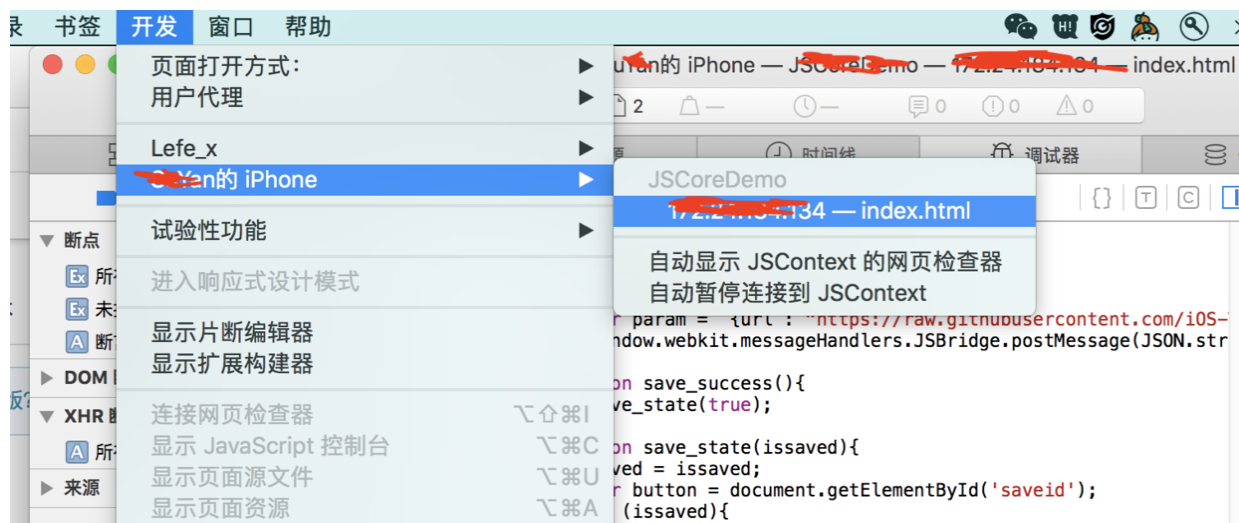 书签 开发 窗口 帮助
页面打开方式：
的 iPhone — JSCoreDemo — — index.html
用户代理
2 — — 0 0 0
Lefe_x
时间线 调试器
Yan的 iPhone
JSCoreDemo
{} T C
134 — index.html
试验性功能
断点
自动显示 JSContext 的网页检查器
进入响应式设计模式
Ex
自动暂停连接到 JSContext
Ex
param = {url : "https://raw.githubusercontent.com/iOS-
显示片断编辑器
A
ndow.webkit.messageHandlers.JSBridge.postMessage(JSON.str
显示扩展构建器
DOM
on save_success(){
ve_state(true);
XHR
连接网页检查器 ⌥⇧⌘I
显示 JavaScript 控制台 ⌥⌘C
on save_state(issaved){
A
显示页面源文件 ⌥⌘U
ved = issaved;
来源
显示页面资源 ⌥⌘A
r button = document.getElementById('saveid');
(issaved){